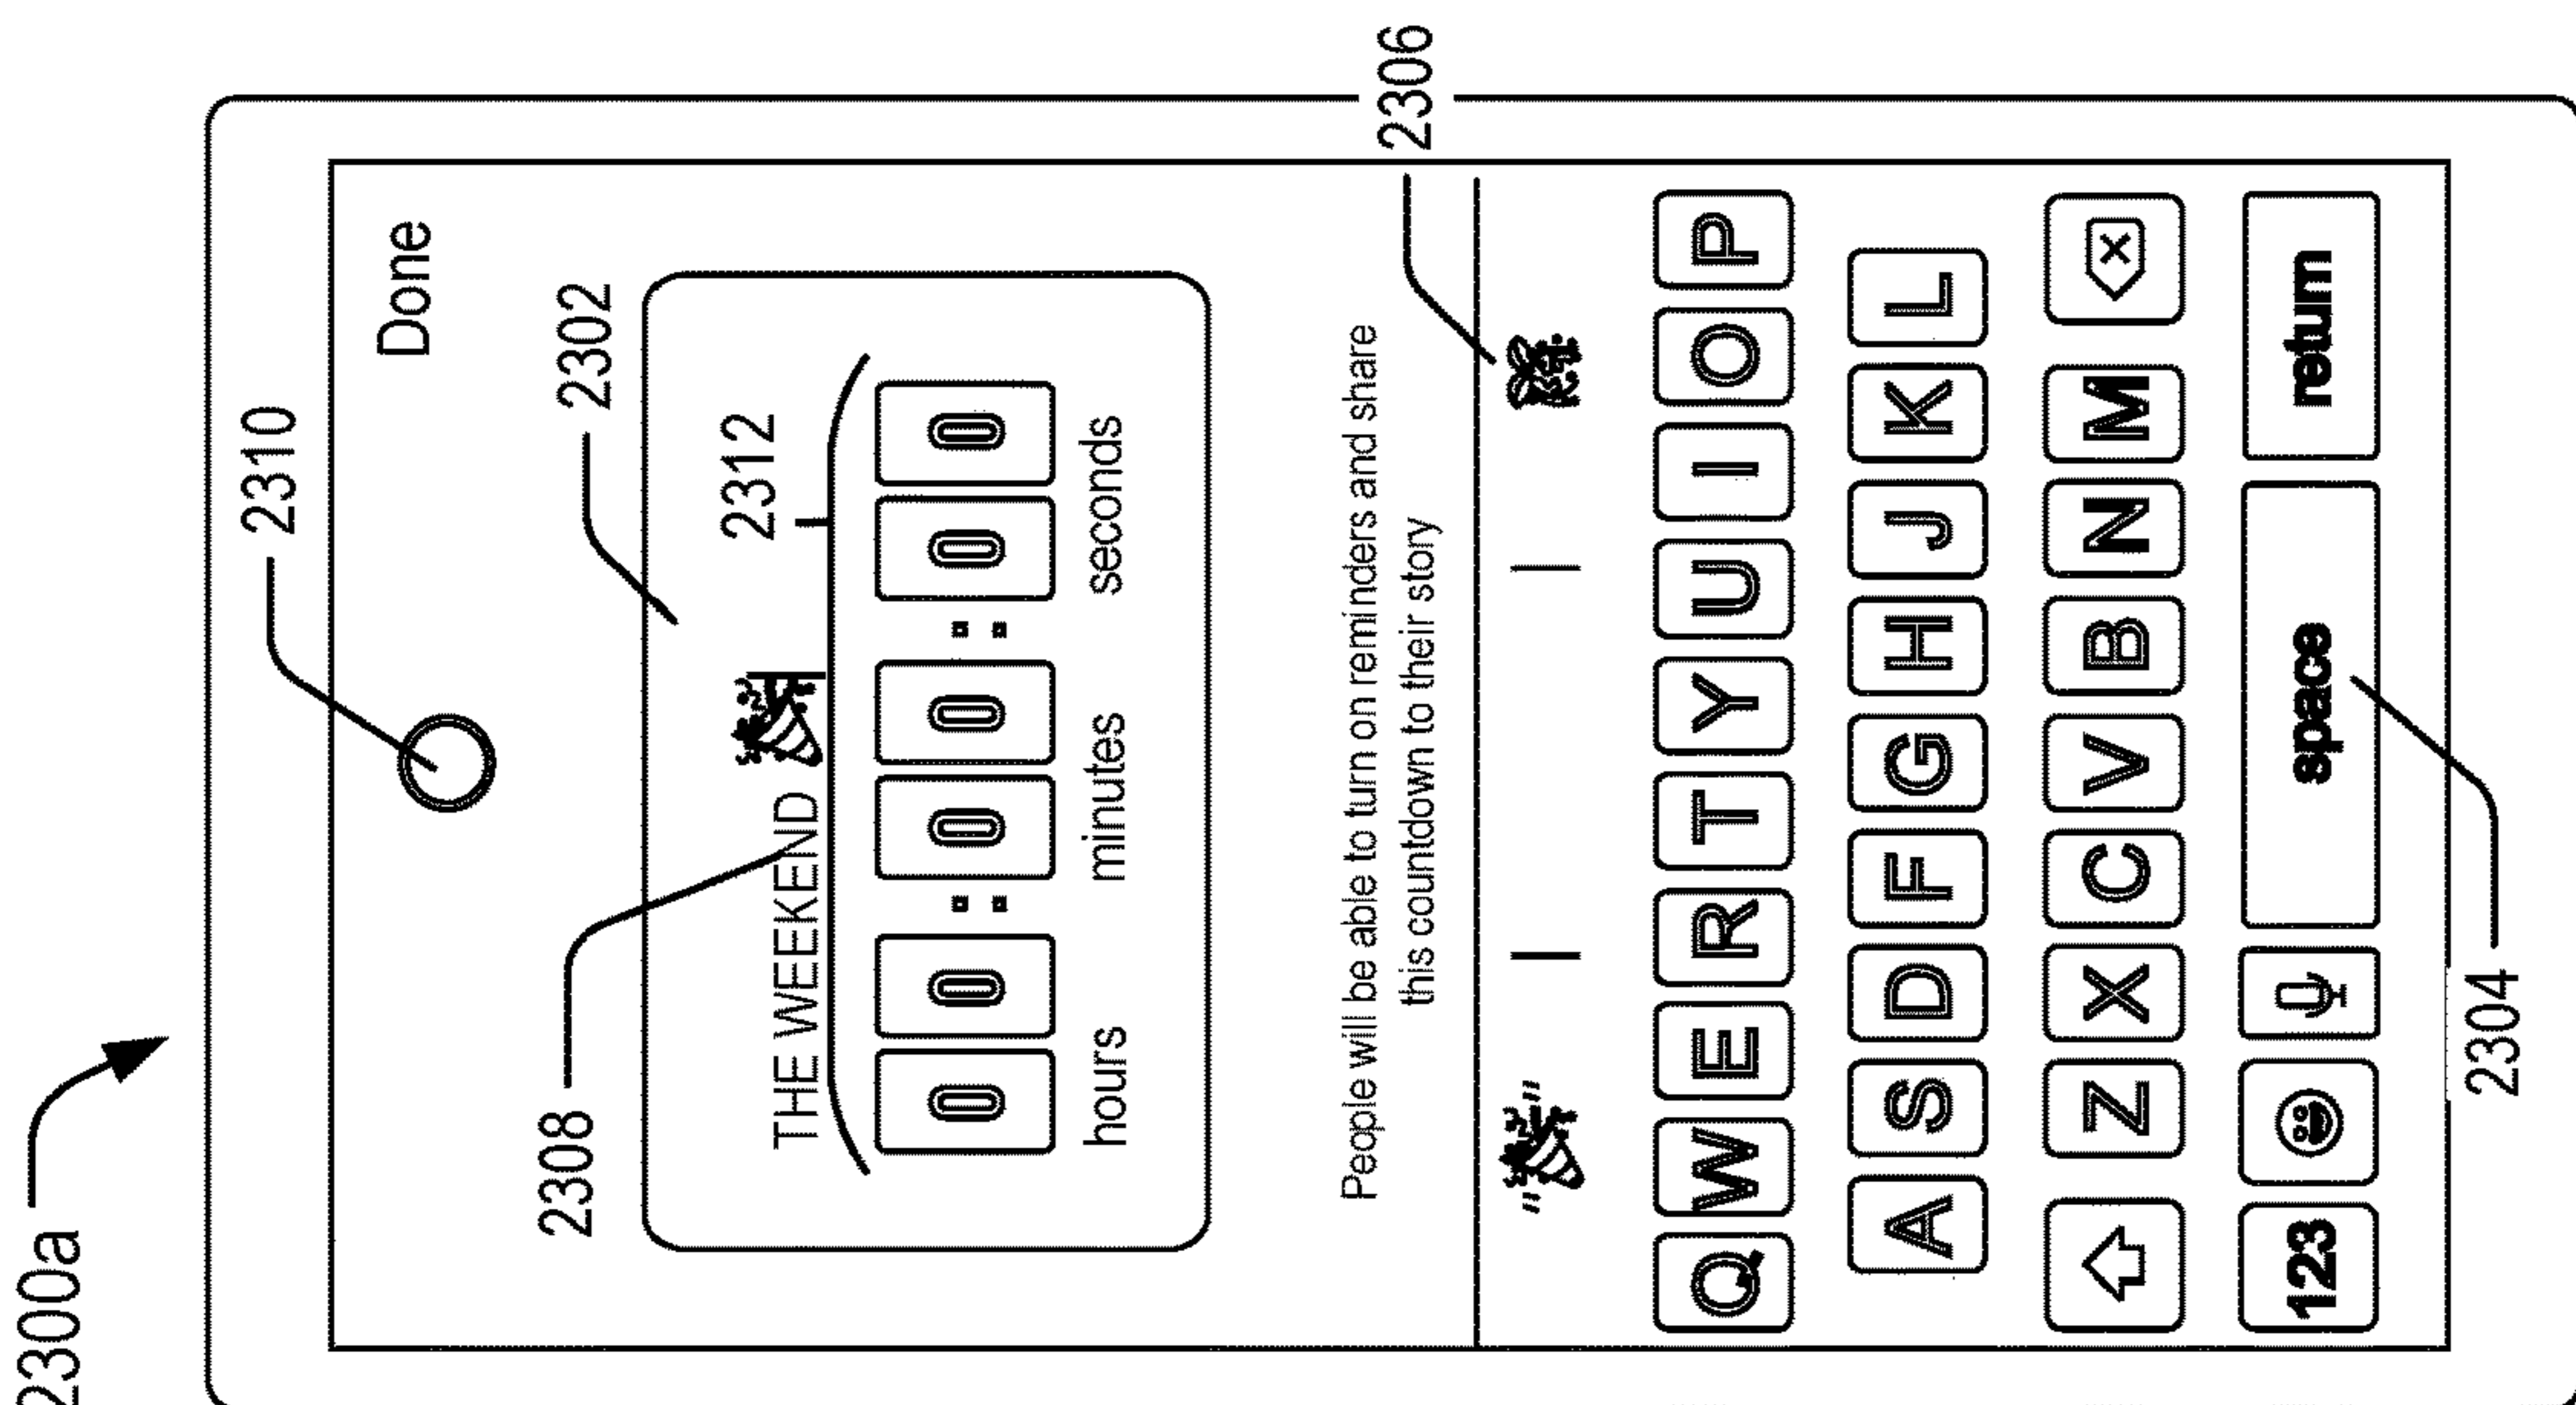 2300a
2310
Done
2302
2308
THE WEEKEND
2312
0 0 : 0 0 : 0 0
hours minutes seconds
People will be able to turn on reminders and share
this countdown to their story
2306
" "
Q W E R T Y U I O P
A S D F G H J K L
Z X C V B N M
123 space return
2304